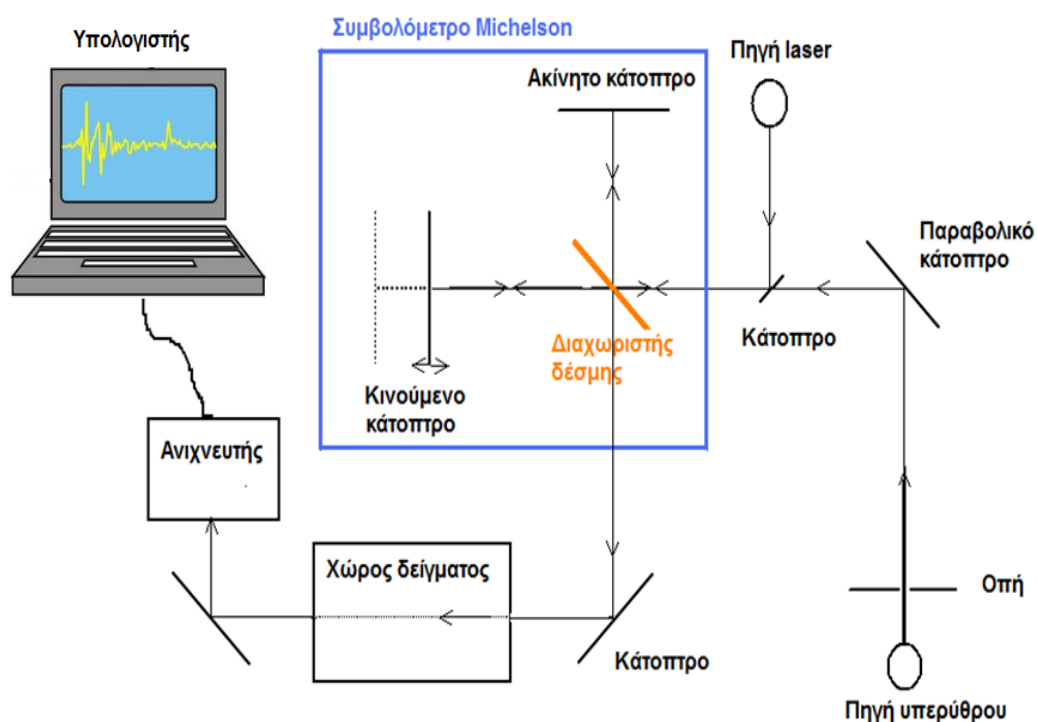 Υπολογιστής
Συμβολόμετρο Michelson
Ακίνητο κάτοπτρο
Πηγή laser
Παραβολικό
κάτοπτρο
Κάτοπτρο
Διαχωριστής
δέσμης
Κινούμενο
κάτοπτρο
Ανιχνευτής
Χώρος δείγματος
Οπή
Κάτοπτρο
Πηγή υπερύθρου